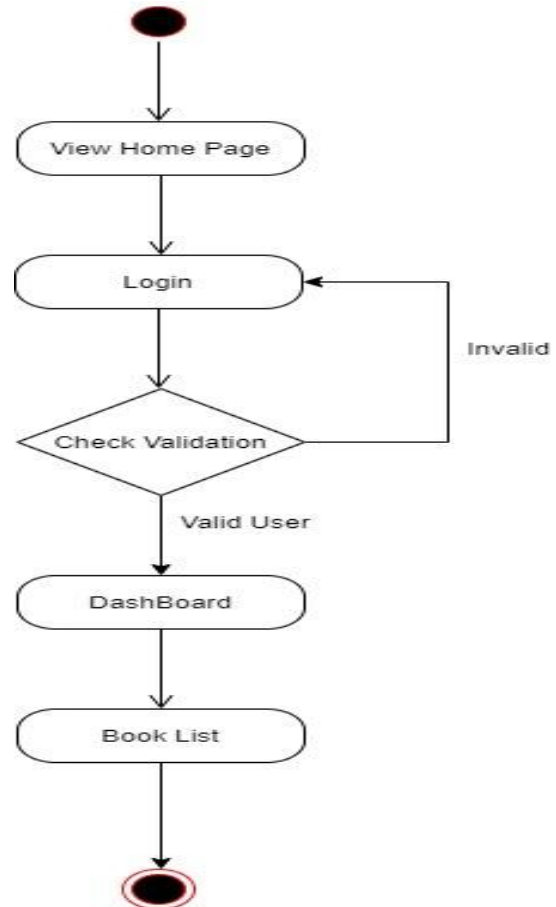 View Home Page
Login
Invalid
Check Validation
Valid User
DashBoard
Book List